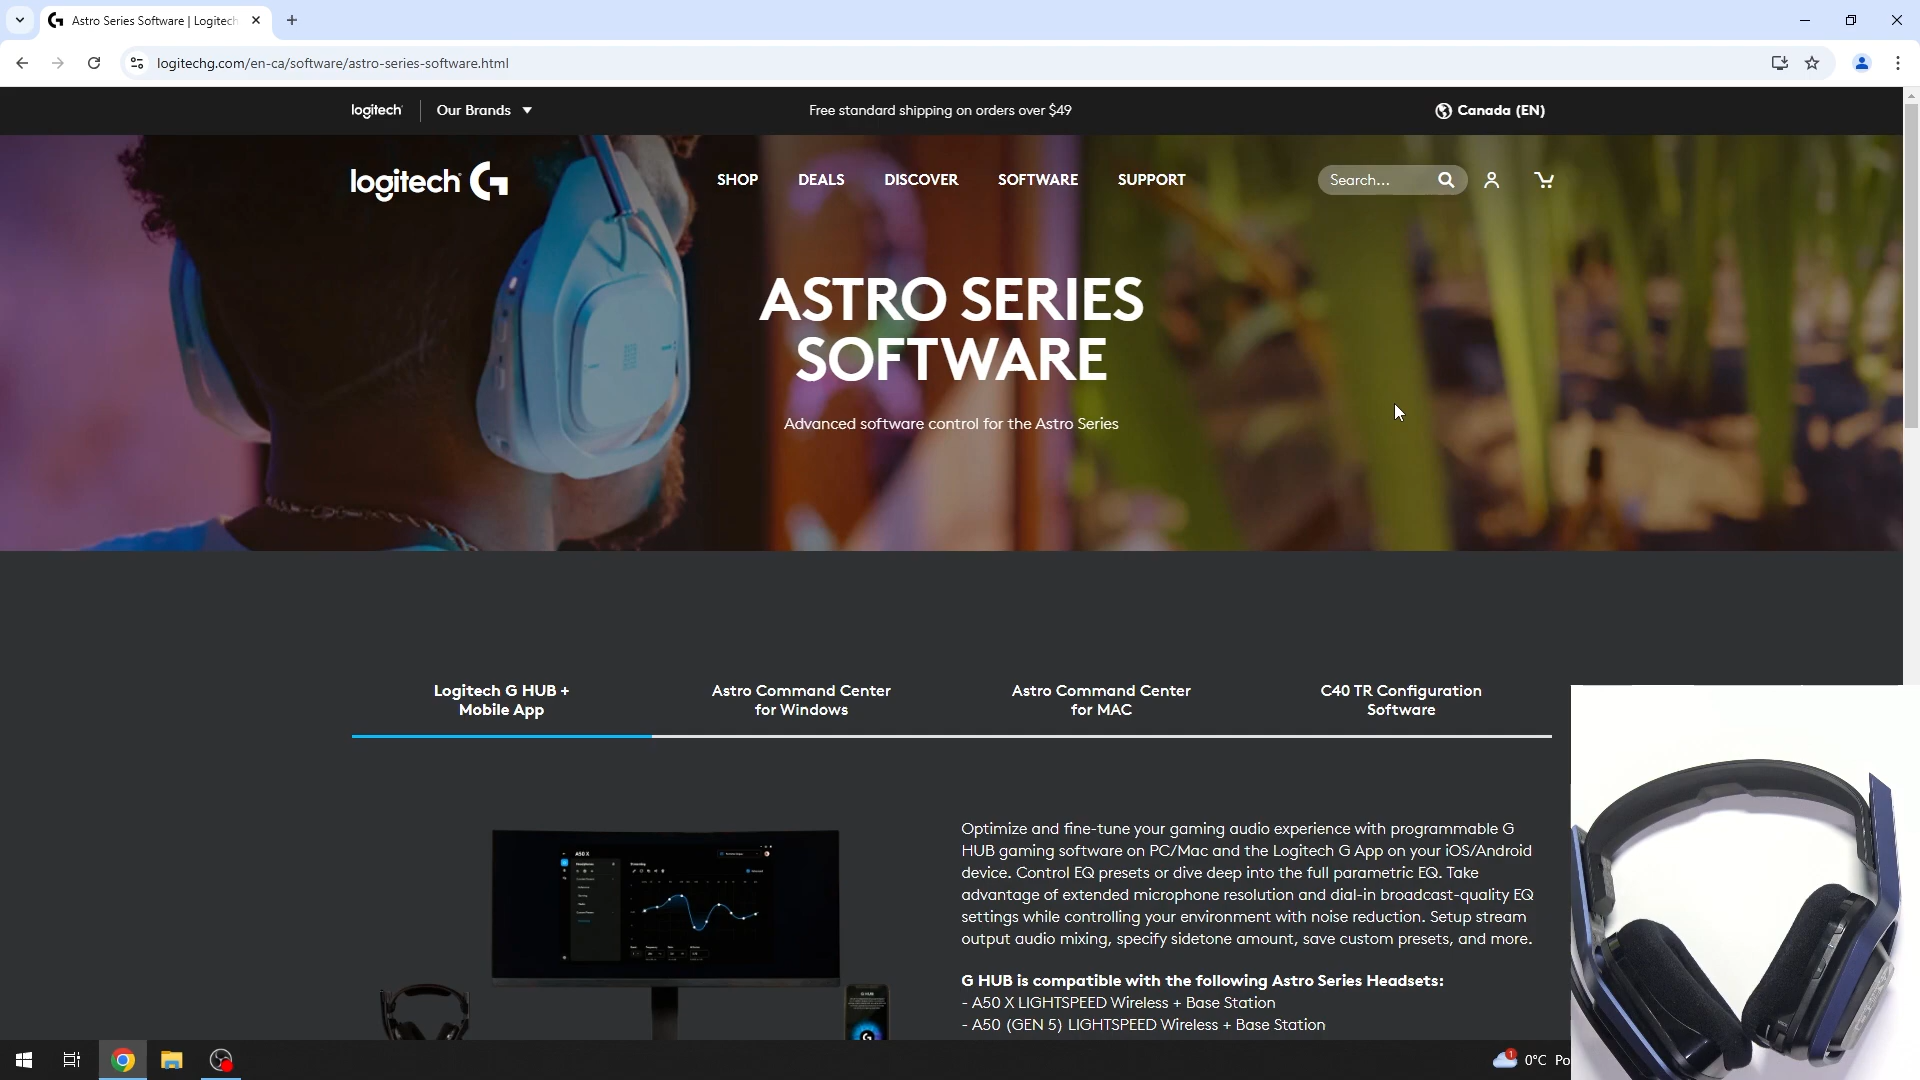 Astro Series Software | Logitech
logitechg.com/en-ca/software/astro-series-software.html
logitech
Our Brands
Free standard shipping on orders over $49
Canada (EN)
logitech G
SHOP
DEALS
DISCOVER
SOFTWARE
SUPPORT
Search...
ASTRO SERIES
SOFTWARE
Advanced software control for the Astro Series
Logitech G HUB +
Mobile App
Astro Command Center
for Windows
Astro Command Center
for MAC
C40 TR Configuration
Software
A50 X
Optimize and fine-tune your gaming audio experience with programmable G
HUB gaming software on PC/Mac and the Logitech G App on your iOS/Android
device. Control EQ presets or dive deep into the full parametric EQ. Take
advantage of extended microphone resolution and dial-in broadcast-quality EQ
settings while controlling your environment with noise reduction. Setup stream
output audio mixing, specify sidetone amount, save custom presets, and more.
G HUB is compatible with the following Astro Series Headsets:
- A50 X LIGHTSPEED Wireless + Base Station
- A50 (GEN 5) LIGHTSPEED Wireless + Base Station
1
0°C Po